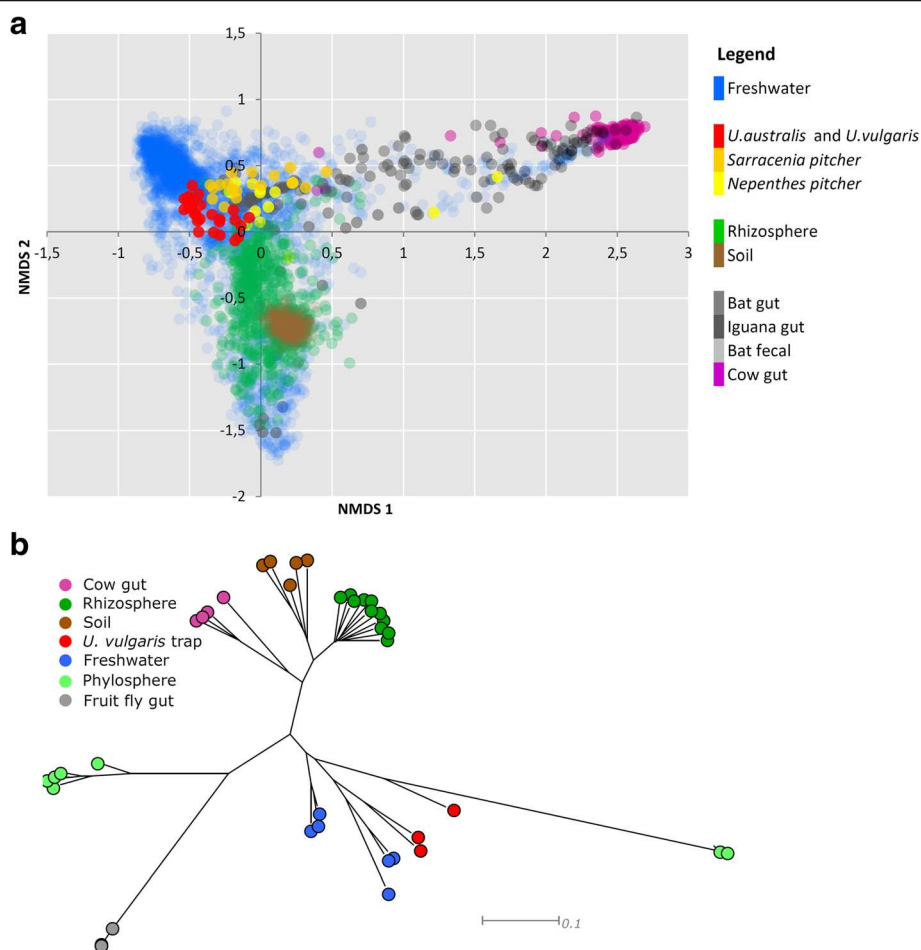 a
1,5
1
0,5
0
-1,5 -1 -0,5 0 0,5 1 1,5 2 2,5 3
-0,5
-1
-1,5
-2
NMDS 2
NMDS 1
Legend
Freshwater
U.australis and U.vulgaris
Sarracenia pitcher
Nepenthes pitcher
Rhizosphere
Soil
Bat gut
Iguana gut
Bat fecal
Cow gut
b
Cow gut
Rhizosphere
Soil
U. vulgaris trap
Freshwater
Phylosphere
Fruit fly gut
0.1